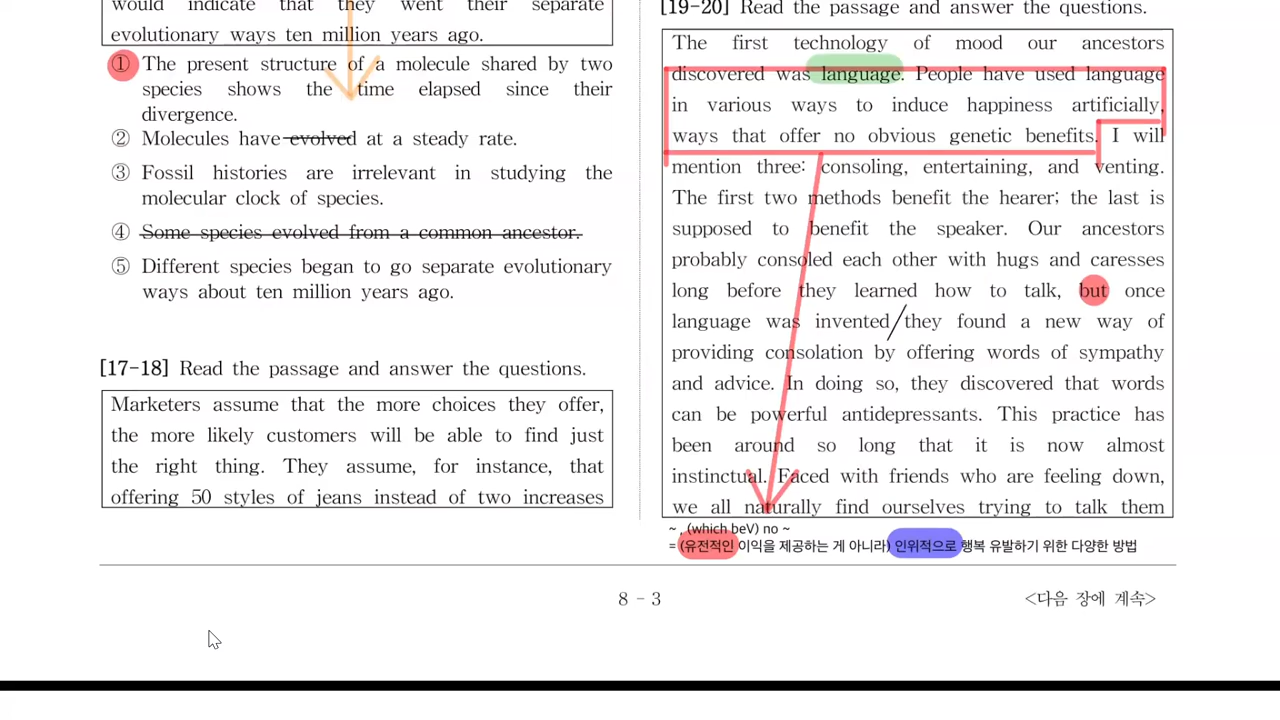 would indicate that they went their separate
evolutionary ways ten million years ago.
① The present structure of a molecule shared by two
species shows the time elapsed since their
divergence.
② Molecules have evolved at a steady rate.
③ Fossil histories are irrelevant in studying the
molecular clock of species.
④ Some species evolved from a common ancestor.
⑤ Different species began to go separate evolutionary
ways about ten million years ago.
[17-18] Read the passage and answer the questions.
Marketers assume that the more choices they offer,
the more likely customers will be able to find just
the right thing. They assume, for instance, that
offering 50 styles of jeans instead of two increases
[19-20] Read the passage and answer the questions.
The first technology of mood our ancestors
discovered was language. People have used language
in various ways to induce happiness artificially,
ways that offer no obvious genetic benefits. I will
mention three: consoling, entertaining, and venting.
The first two methods benefit the hearer; the last is
supposed to benefit the speaker. Our ancestors
probably consoled each other with hugs and caresses
long before they learned how to talk, but once
language was invented/they found a new way of
providing consolation by offering words of sympathy
and advice. In doing so, they discovered that words
can be powerful antidepressants. This practice has
been around so long that it is now almost
instinctual. Faced with friends who are feeling down,
we all naturally find ourselves trying to talk them
~ , (which beV) no ~
= (유전적인 이익을 제공하는 게 아니라) 인위적으로 행복 유발하기 위한 다양한 방법
8 - 3
<다음 장에 계속>